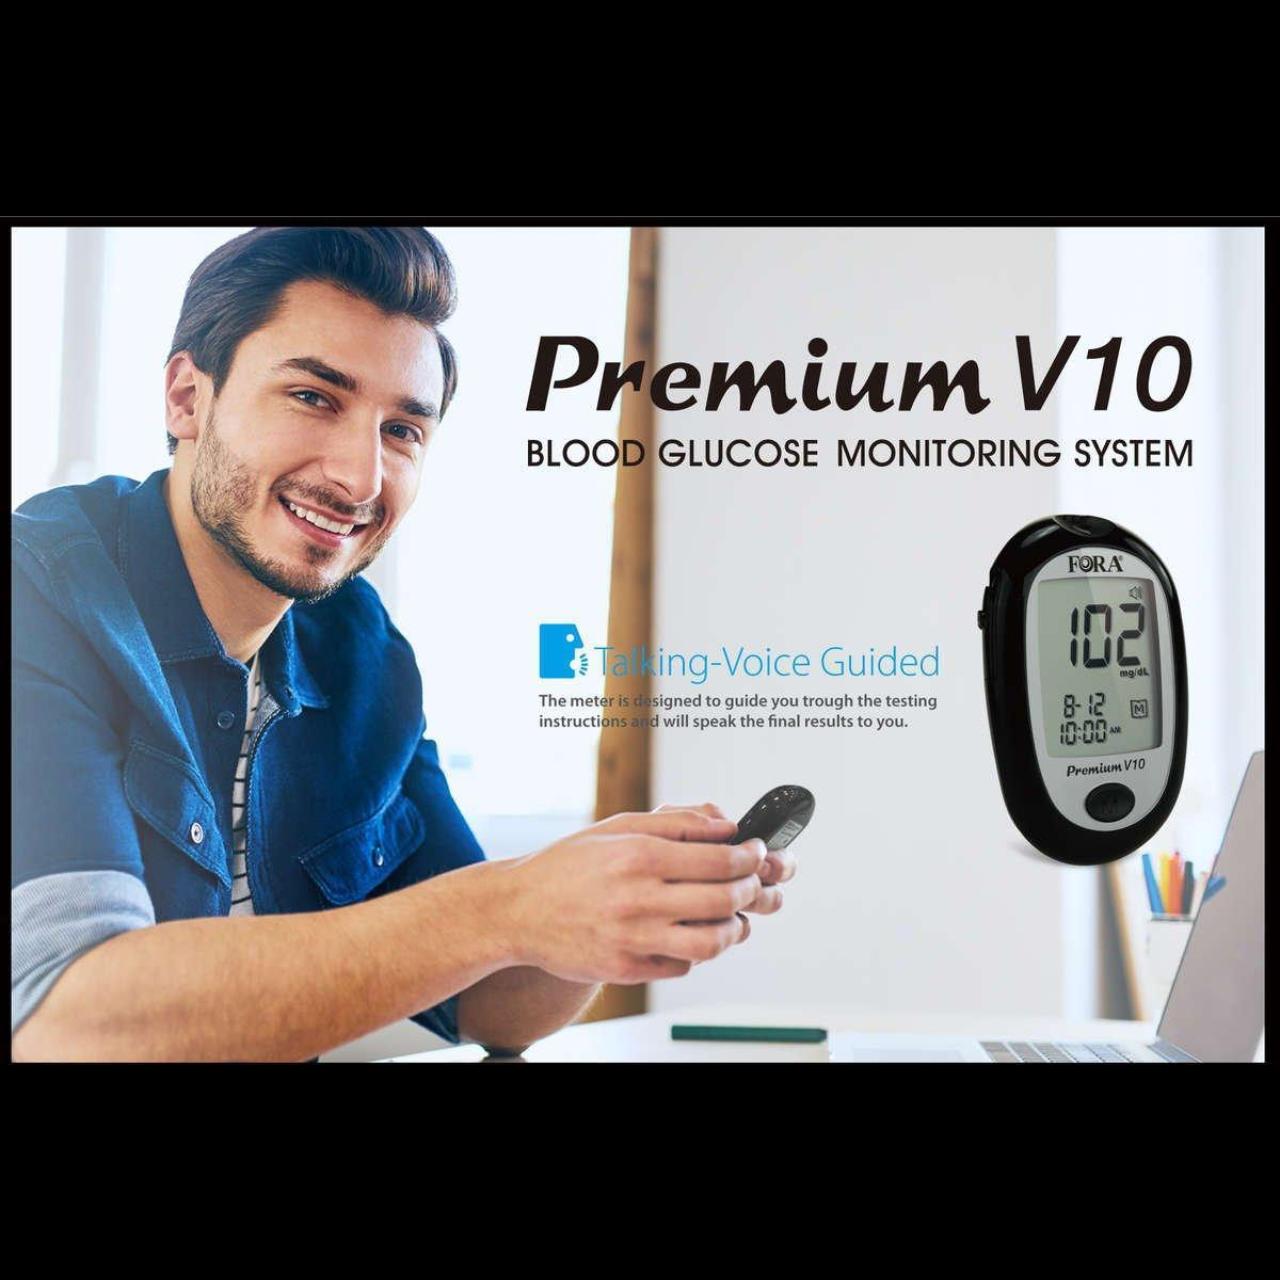 Premium V10
BLOOD GLUCOSE MONITORING SYSTEM
FORA®
102
mg/dL
8-12
M
10:00 AM
Premium V10
M
Talking-Voice Guided
The meter is designed to guide you trough the testing
instructions and will speak the final results to you.